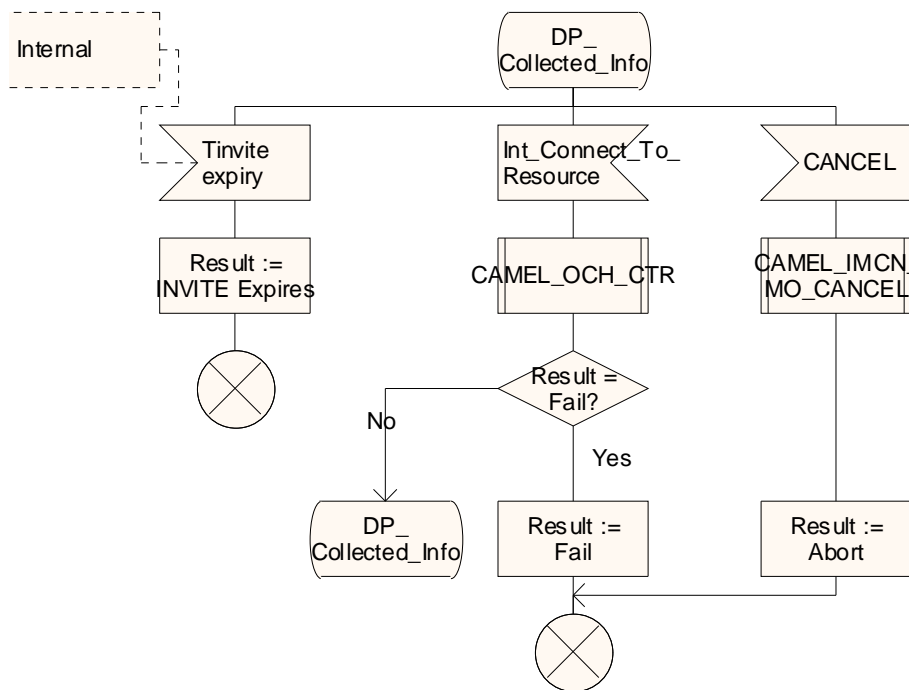 Internal
DP_
Collected_Info
Tinvite
expiry
Int_Connect_To_
Resource
CANCEL
Result :=
INVITE Expires
CAMEL_OCH_CTR
CAMEL_IMCN_
MO_CANCEL
Result =
Fail?
No
Yes
DP_
Collected_Info
Result :=
Fail
Result :=
Abort